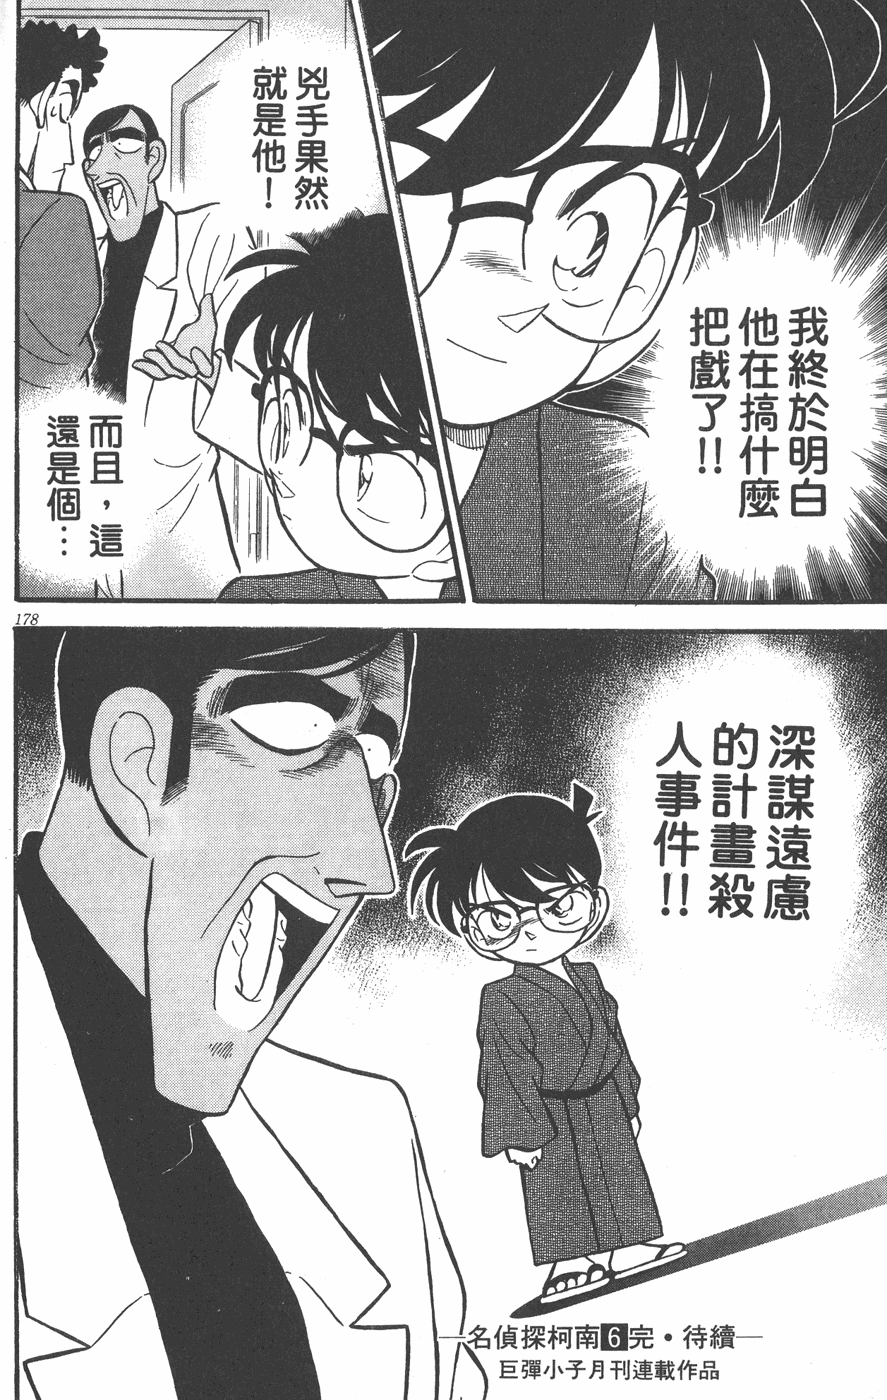 我終於明白
他在搞什麼
把戲了!!
兇手果然
就是他！
而且，這
還是個…
178
深謀遠慮
的計畫殺
人事件!!
—名偵探柯南6完・待續—
巨彈小子月刊連載作品